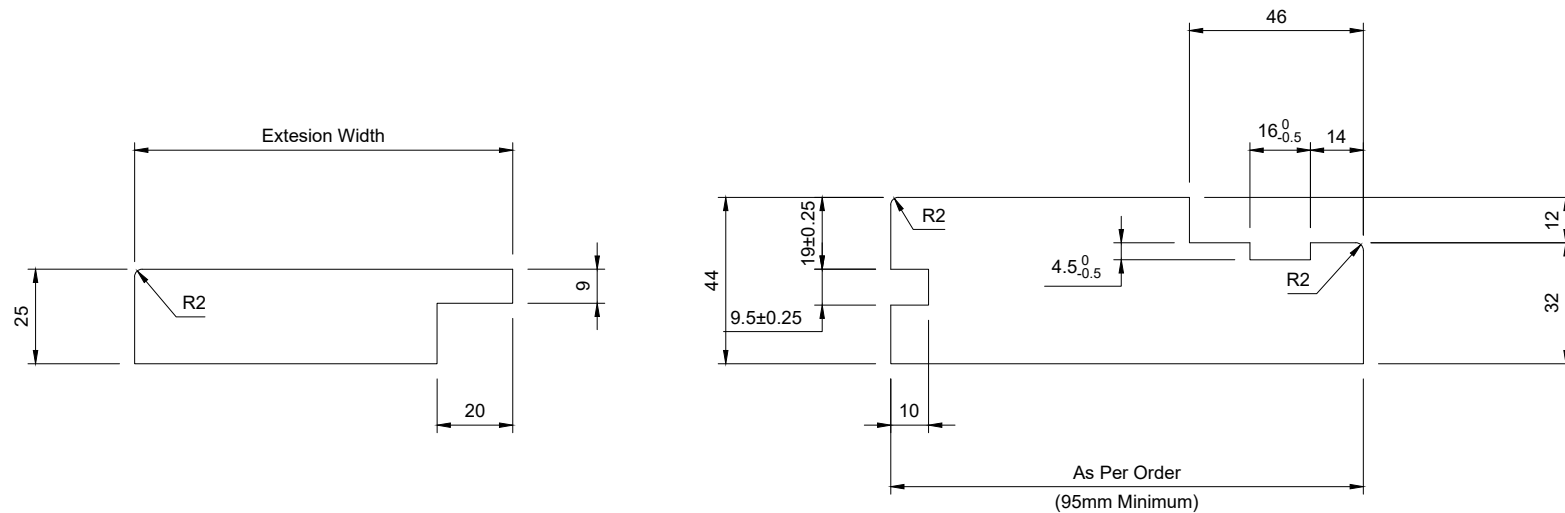 46
Extesion Width
16 0 -0.5
14
R2
19±0.25
12
4.5 0 -0.5
R2
9
44
25
R2
9.5±0.25
32
20
10
As Per Order
(95mm Minimum)